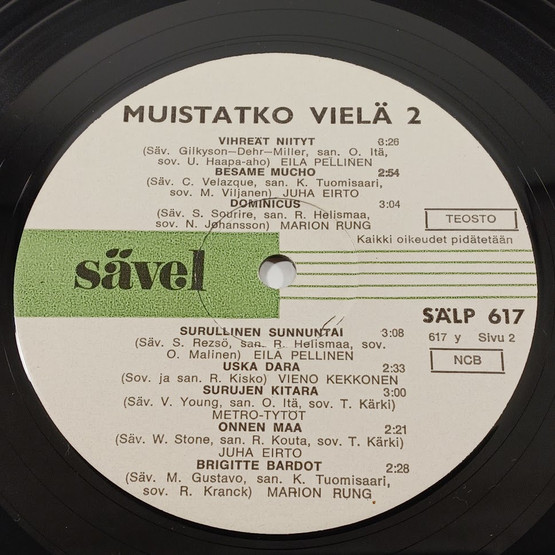 MUISTATKO VIELÄ 2
VIHREÄT NIITYT 3:26
(Säv. Gilkyson—Dehr—Miller, san. O. Itä,
sov. U. Haapa-aho) EILA PELLINEN
BESAME MUCHO 2:54
(Säv. C. Velazque, san. K. Tuomisaari,
sov. M. Viljanen) JUHA EIRTO
DOMINICUS 3:04
(Säv. S. Sourire, san. R. Helismaa,
sov. N. Johansson) MARION RUNG
TEOSTO
Kaikki oikeudet pidätetään
sävel
SÄLP 617
617 y Sivu 2
NCB
SURULLINEN SUNNUNTAI 3:08
(Säv. S. Rezsö, san. R. Helismaa, sov.
O. Malinen) EILA PELLINEN
USKA DARA 2:33
(Sov. ja san. R. Kisko) VIENO KEKKONEN
SURUJEN KITARA 3:00
(Säv. V. Young, san. O. Itä, sov. T. Kärki)
METRO-TYTÖT
ONNEN MAA 2:21
(Säv. W. Stone, san. R. Kouta, sov. T. Kärki)
JUHA EIRTO
BRIGITTE BARDOT 2:28
(Säv. M. Gustavo, san. K. Tuomisaari,
sov. R. Kranck) MARION RUNG